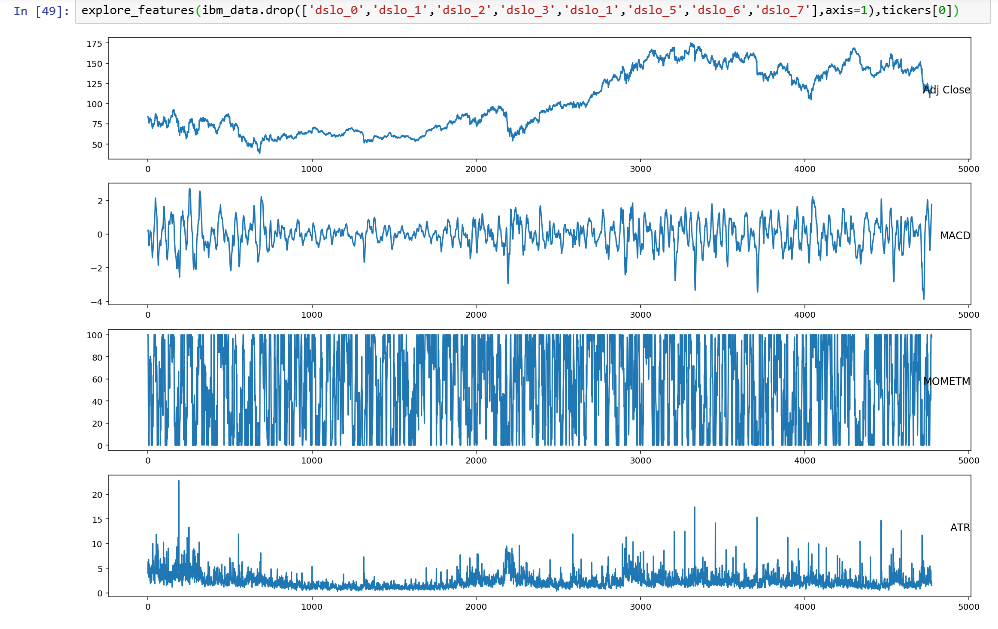 In [49]: explore_features(ibm_data.drop(['dslo_0','dslo_1','dslo_2','dslo_3','dslo_1','dslo_5','dslo_6','dslo_7'],axis=1),tickers[0])
175
150
125
100
75
50
Adj Close
0 1000 2000 3000 4000 5000
2
0
−2
−4
MACD
0 1000 2000 3000 4000 5000
100
80
60
40
20
0
MOMETM
0 1000 2000 3000 4000 5000
20
15
10
5
0
ATR
0 1000 2000 3000 4000 5000